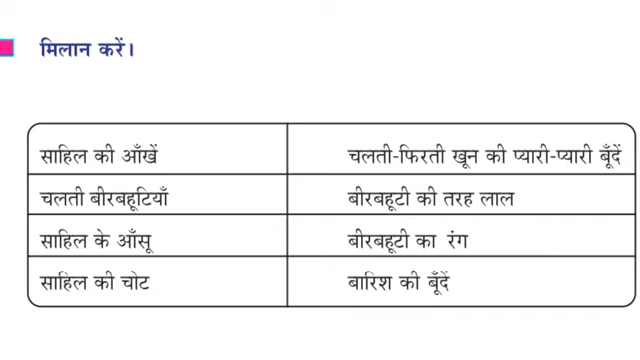 मिलान करें।
साहिल की आँखें चलती-फिरती खून की प्यारी-प्यारी बूँदें
चलती बीरबहूटियाँ बीरबहूटी की तरह लाल
साहिल के आँसू बीरबहूटी का रंग
साहिल की चोट बारिश की बूँदें